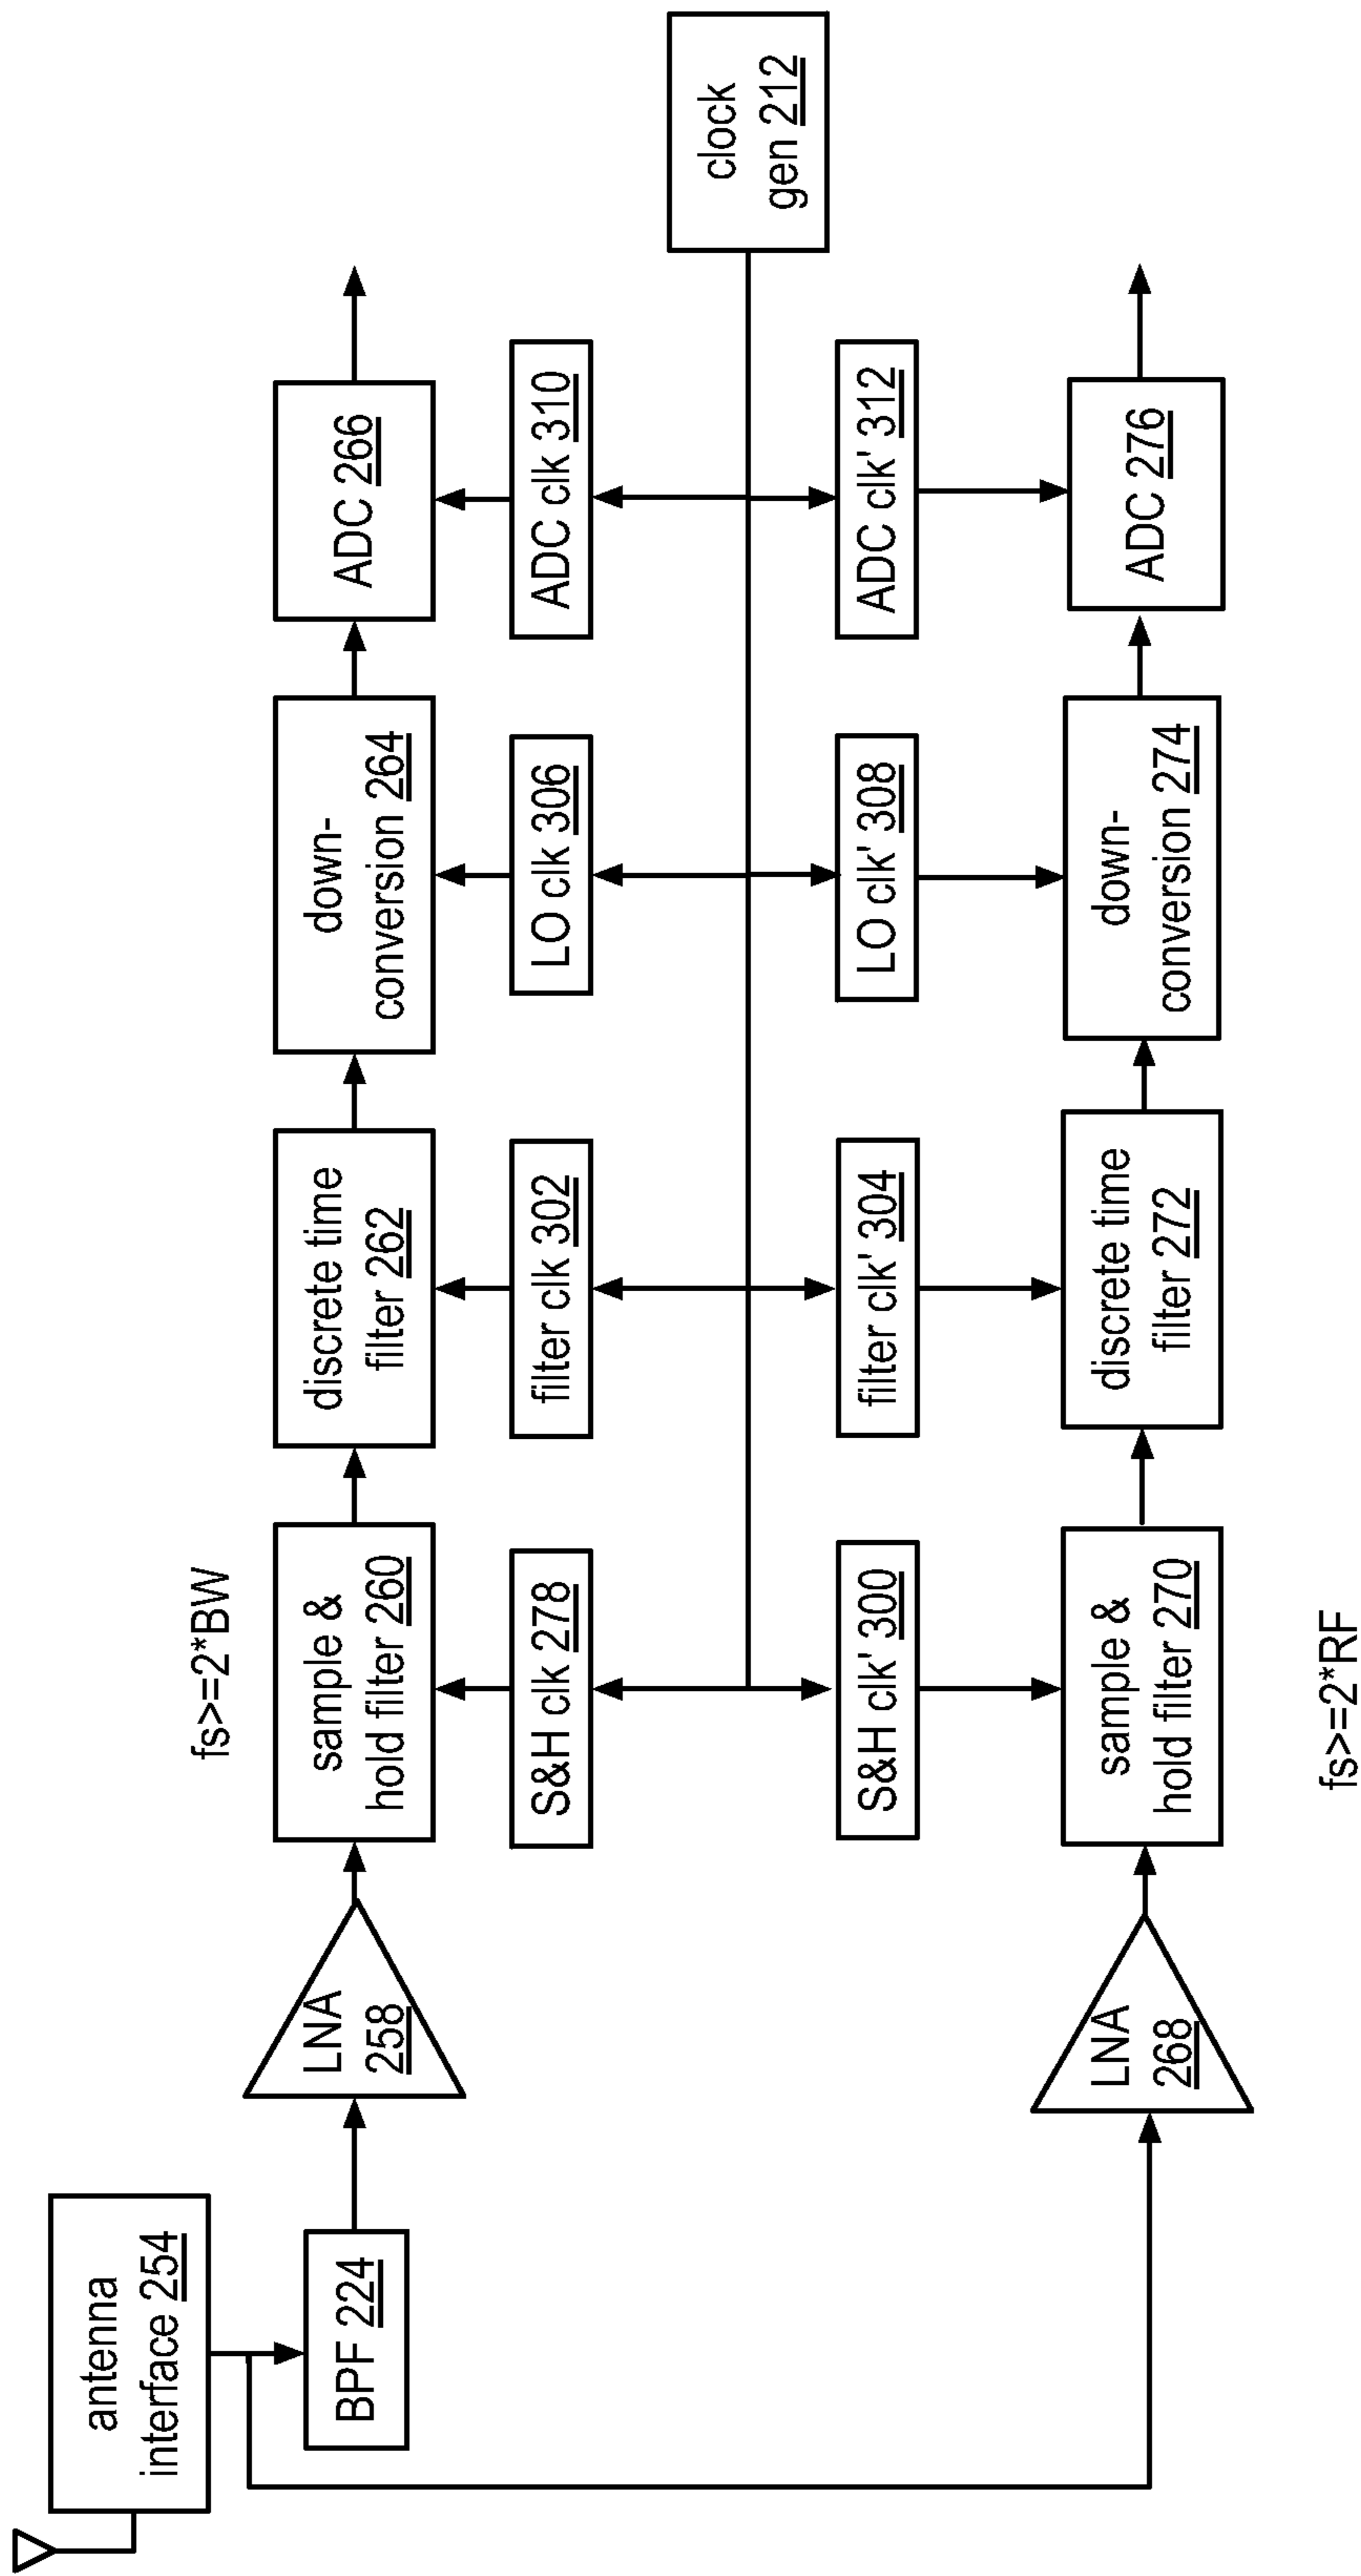 antenna
interface 254
BPF 224
LNA
258
fs>=2*BW
sample &
hold filter 260
discrete time
filter 262
down-
conversion 264
ADC 266
S&H clk 278
filter clk 302
LO clk 306
ADC clk 310
clock
gen 212
S&H clk' 300
filter clk' 304
LO clk' 308
ADC clk' 312
LNA
268
sample &
hold filter 270
discrete time
filter 272
down-
conversion 274
ADC 276
fs>=2*RF